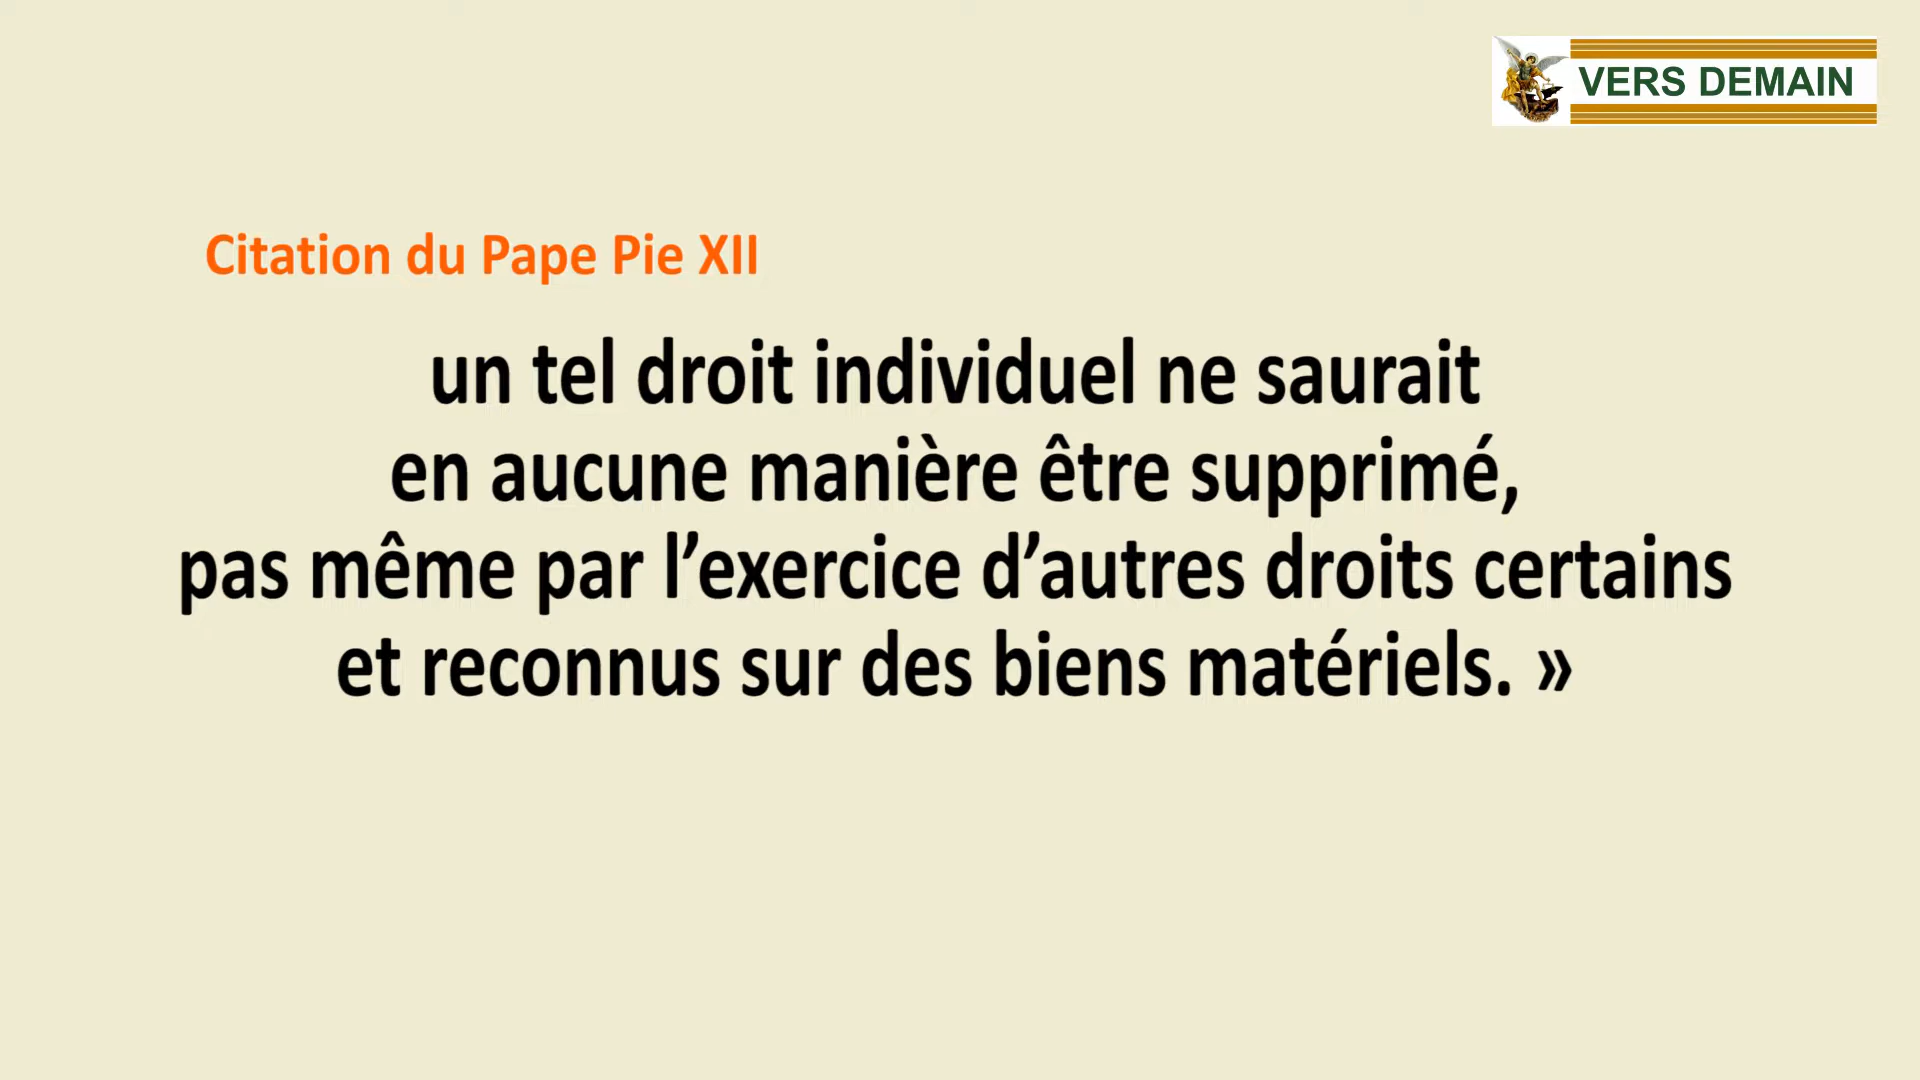 VERS DEMAIN
Citation du Pape Pie XII
un tel droit individuel ne saurait
en aucune manière être supprimé,
pas même par l’exercice d’autres droits certains
et reconnus sur des biens matériels. »